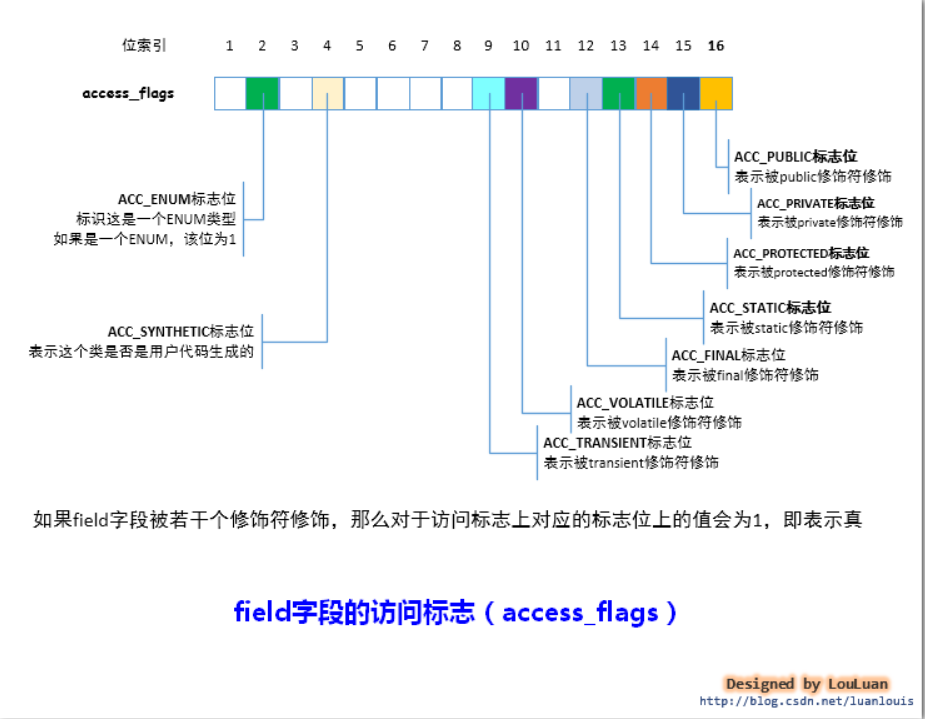 位索引 1 2 3 4 5 6 7 8 9 10 11 12 13 14 15 16
access_flags
ACC_PUBLIC标志位
表示被public修饰符修饰
ACC_ENUM标志位
标识这是一个ENUM类型
如果是一个ENUM，该位为1
ACC_PRIVATE标志位
表示被private修饰符修饰
ACC_PROTECTED标志位
表示被protected修饰符修饰
ACC_STATIC标志位
表示被static修饰符修饰
ACC_SYNTHETIC标志位
表示这个类是否是用户代码生成的
ACC_FINAL标志位
表示被final修饰符修饰
ACC_VOLATILE标志位
表示被volatile修饰符修饰
ACC_TRANSIENT标志位
表示被transient修饰符修饰
如果field字段被若干个修饰符修饰，那么对于访问标志上对应的标志位上的值会为1，即表示真
field字段的访问标志（access_flags）
Designed by LouLuan
http://blog.csdn.net/luanlouis